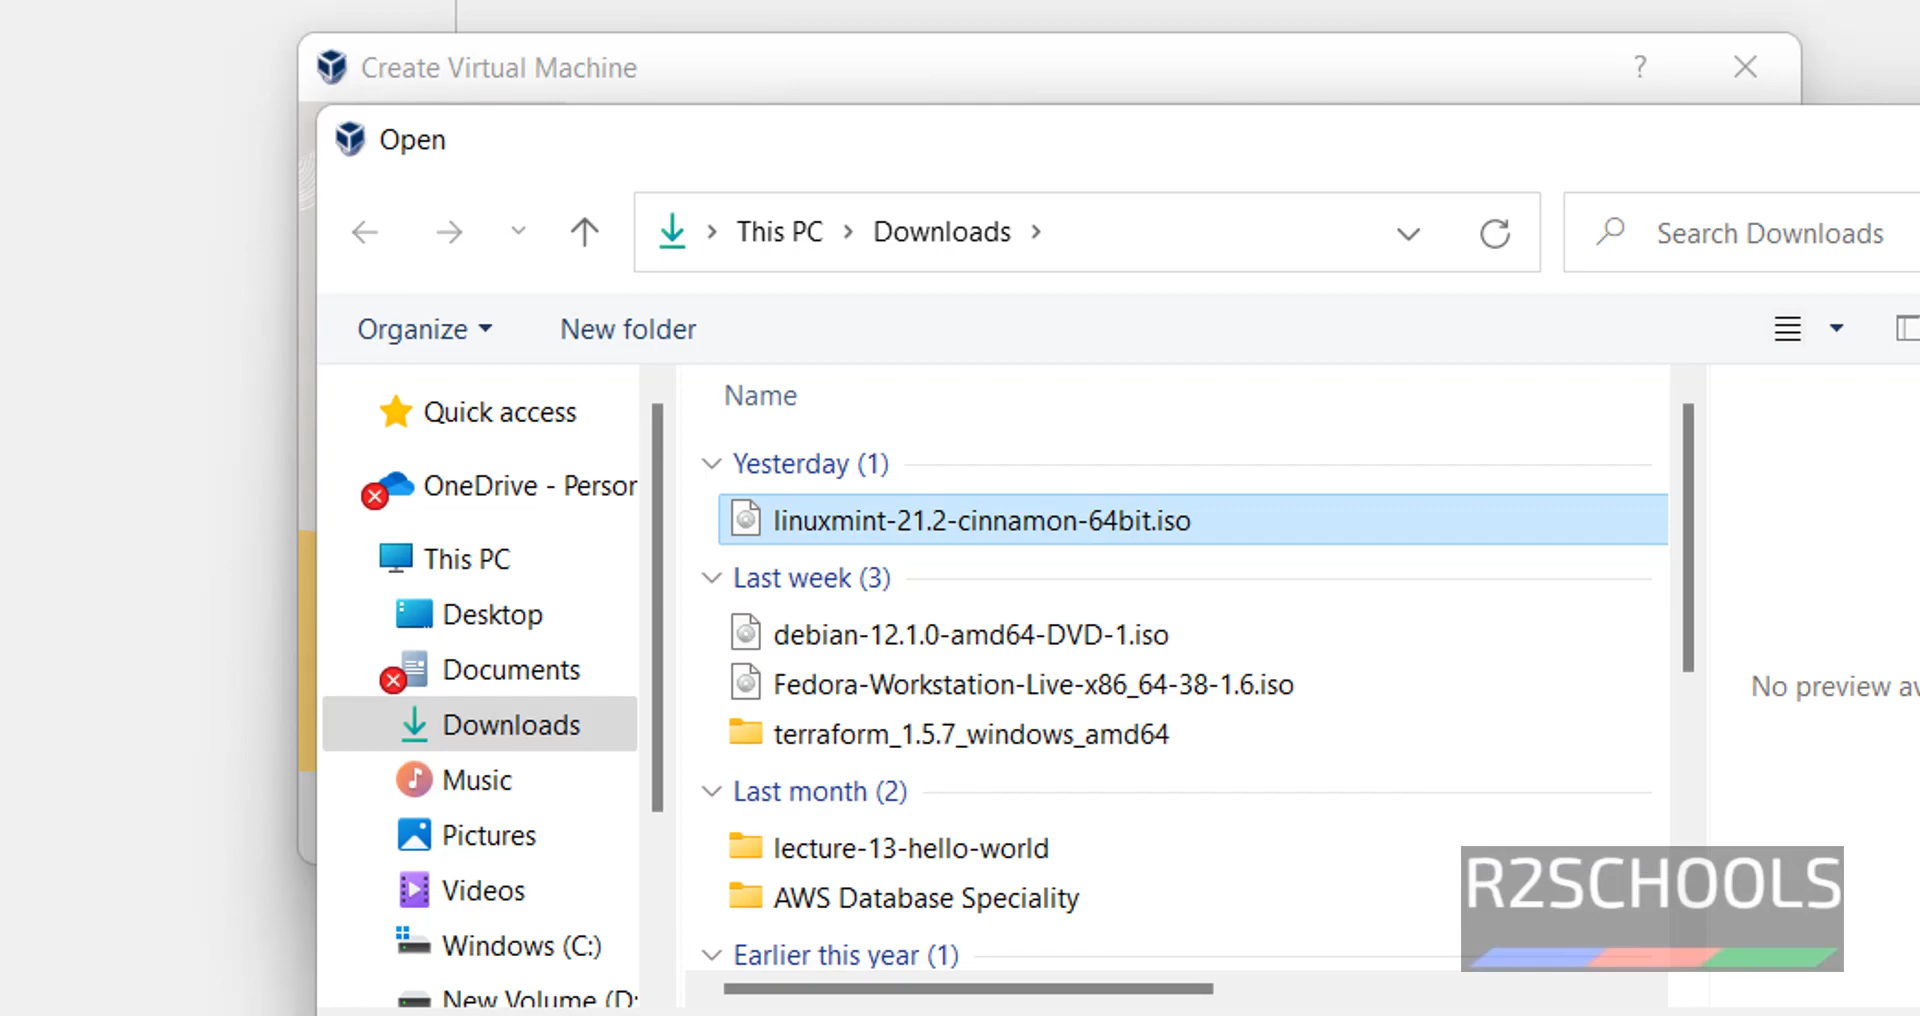 Create Virtual Machine
?
Open
This PC > Downloads >
Search Downloads
Organize
New folder
Quick access
OneDrive - Person
This PC
Desktop
Documents
Downloads
Music
Pictures
Videos
Windows (C:)
New Volume (D:
Name
Yesterday (1)
linuxmint-21.2-cinnamon-64bit.iso
Last week (3)
debian-12.1.0-amd64-DVD-1.iso
Fedora-Workstation-Live-x86_64-38-1.6.iso
terraform_1.5.7_windows_amd64
Last month (2)
lecture-13-hello-world
AWS Database Speciality
Earlier this year (1)
No preview av
R2SCHOOLS